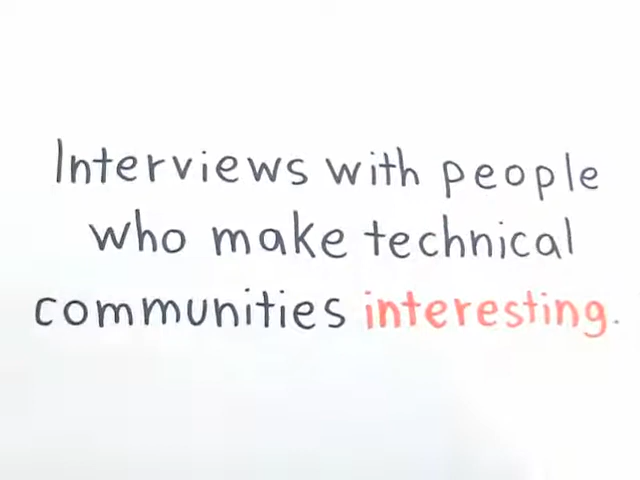 Interviews with people
who make technical
communities interesting.